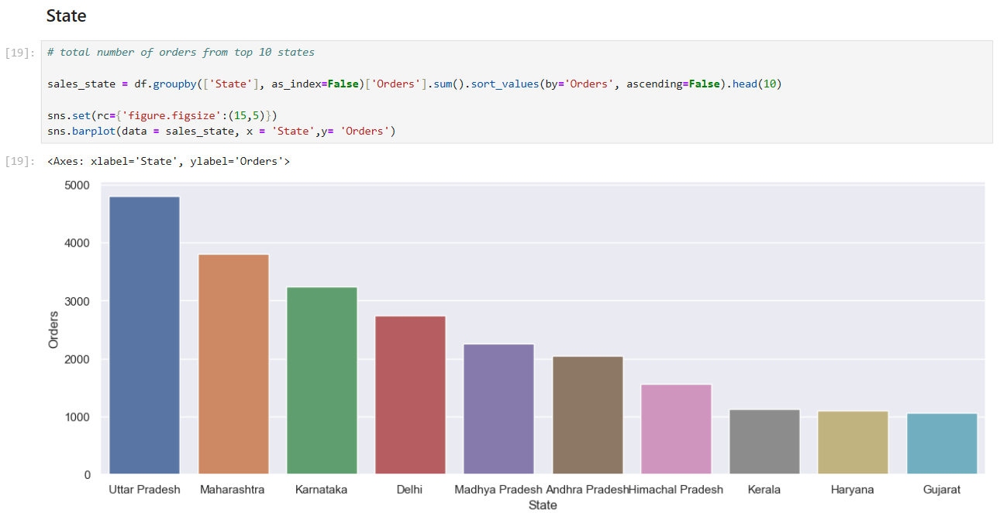 State
[19]: # total number of orders from top 10 states
sales_state = df.groupby(['State'], as_index=False)['Orders'].sum().sort_values(by='Orders', ascending=False).head(10)
sns.set(rc={'figure.figsize':(15,5)})
sns.barplot(data = sales_state, x = 'State',y= 'Orders')
[19]: <Axes: xlabel='State', ylabel='Orders'>
5000
4000
3000
2000
1000
0
Orders
Uttar Pradesh Maharashtra Karnataka Delhi Madhya Pradesh Andhra Pradesh Himachal Pradesh Kerala Haryana Gujarat
State